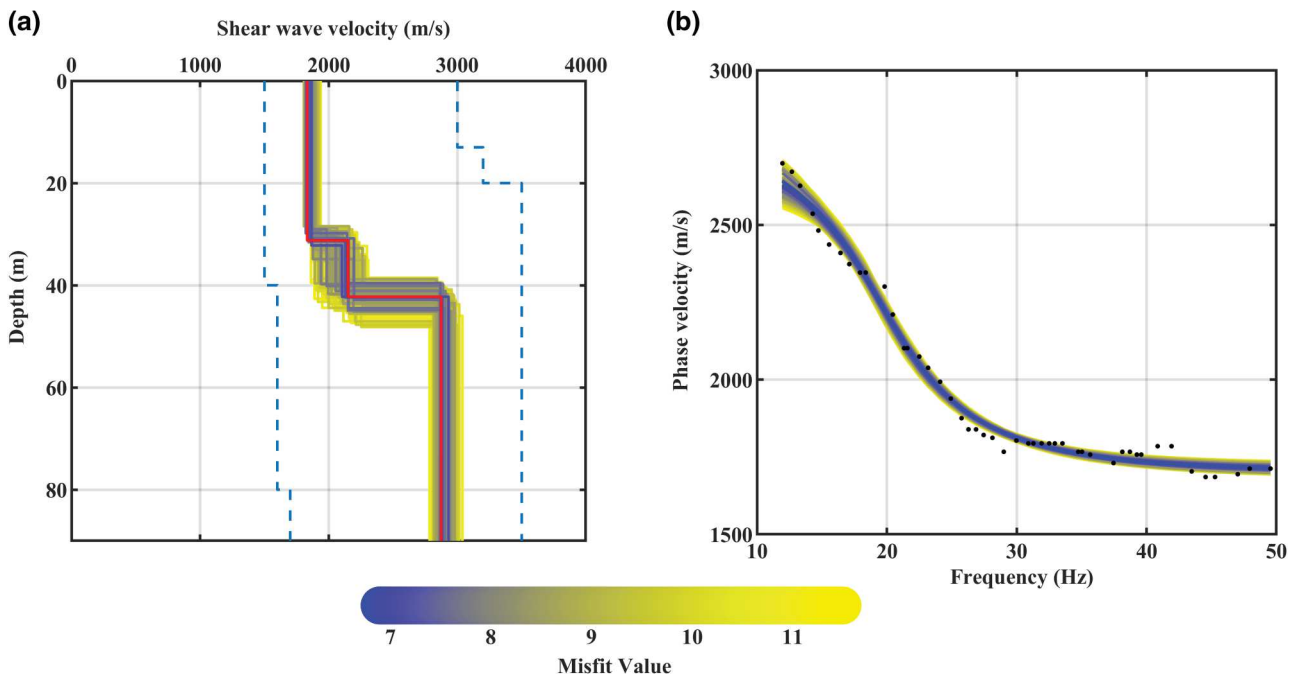 (a)
Shear wave velocity (m/s)
0 1000 2000 3000 4000
0
20
40
60
80
Depth (m)
(b)
3000
2500
2000
1500
Phase velocity (m/s)
10 20 30 40 50
Frequency (Hz)
7 8 9 10 11
Misfit Value